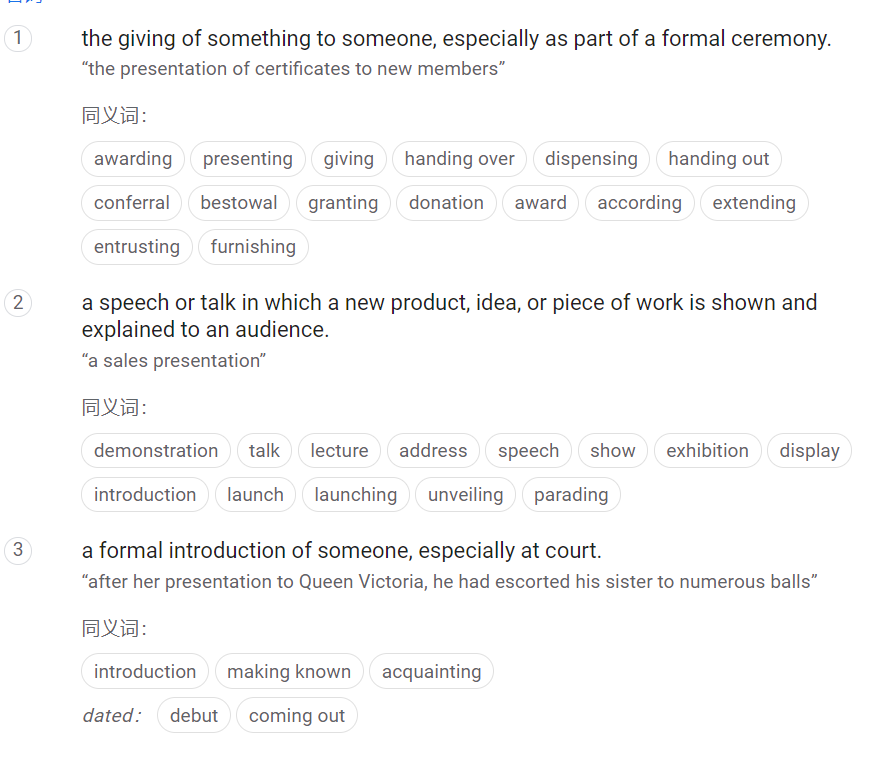 1 the giving of something to someone, especially as part of a formal ceremony.
“the presentation of certificates to new members”
同义词：
awarding presenting giving handing over dispensing handing out
conferral bestowal granting donation award according extending
entrusting furnishing
2 a speech or talk in which a new product, idea, or piece of work is shown and
explained to an audience.
“a sales presentation”
同义词：
demonstration talk lecture address speech show exhibition display
introduction launch launching unveiling parading
3 a formal introduction of someone, especially at court.
“after her presentation to Queen Victoria, he had escorted his sister to numerous balls”
同义词：
introduction making known acquainting
dated： debut coming out